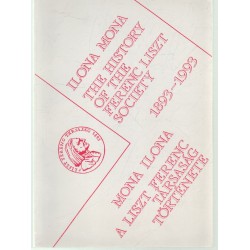 ILONA MONA
THE HISTORY
OF THE
FERENC LISZT
SOCIETY
1893-1993
MONA ILONA
A LISZT FERENC
TÁRSASÁG
TÖRTÉNETE